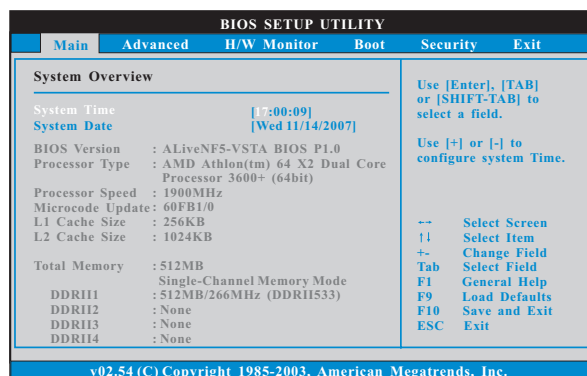 BIOS SETUP UTILITY
Main Advanced H/W Monitor Boot Security Exit
System Overview
System Time [17:00:09]
System Date [Wed 11/14/2007]
BIOS Version : ALiveNF5-VSTA BIOS P1.0
Processor Type : AMD Athlon(tm) 64 X2 Dual Core
Processor 3600+ (64bit)
Processor Speed : 1900MHz
Microcode Update : 60FB1/0
L1 Cache Size : 256KB
L2 Cache Size : 1024KB
Total Memory : 512MB
Single-Channel Memory Mode
DDRII1 : 512MB/266MHz (DDRII533)
DDRII2 : None
DDRII3 : None
DDRII4 : None
Use [Enter], [TAB]
or [SHIFT-TAB] to
select a field.
Use [+] or [-] to
configure system Time.
←→ Select Screen
↑↓ Select Item
+- Change Field
Tab Select Field
F1 General Help
F9 Load Defaults
F10 Save and Exit
ESC Exit
v02.54 (C) Copyright 1985-2003, American Megatrends, Inc.